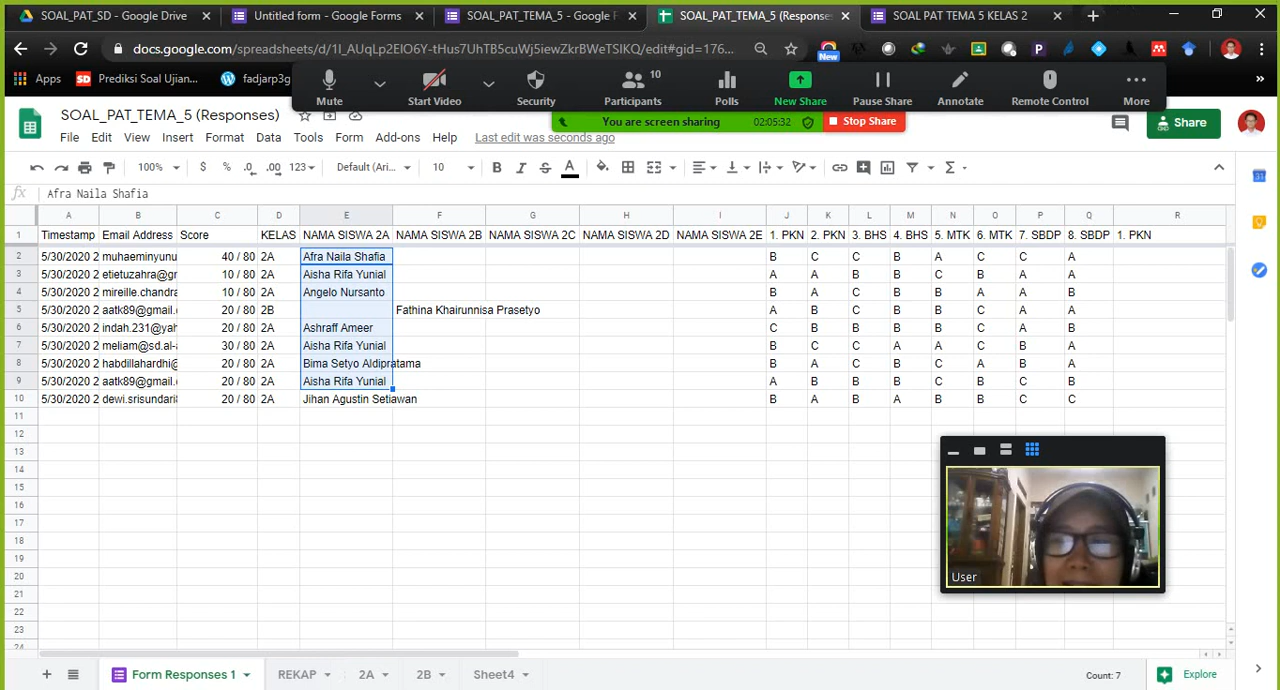 SOAL_PAT_SD - Google Drive × Untitled form - Google Forms × SOAL_PAT_TEMA_5 - Google F × SOAL_PAT_TEMA_5 (Response × SOAL PAT TEMA 5 KELAS 2 ×
Apps Prediksi Soal Ujian... fadjarp3g
New
Mute Start Video Security Participants 10 Polls New Share Pause Share Annotate Remote Control More
You are screen sharing 02:05:32 Stop Share
SOAL_PAT_TEMA_5 (Responses)
File Edit View Insert Format Data Tools Form Add-ons Help Last edit was seconds ago
Share
100% $ % .0 .00 123 Default (Ari... 10 B I S A
fx Afra Naila Shafia
A B C D E F G H I J K L M N O P Q R
1 Timestamp Email Address Score KELAS NAMA SISWA 2A NAMA SISWA 2B NAMA SISWA 2C NAMA SISWA 2D NAMA SISWA 2E 1. PKN 2. PKN 3. BHS 4. BHS 5. MTK 6. MTK 7. SBDP 8. SBDP 1. PKN
2 5/30/2020 2 muhaeminyunu 40 / 80 2A Afra Naila Shafia B C C B A C C A
3 5/30/2020 2 etietuzahra@gr 10 / 80 2A Aisha Rifa Yunial A A B B C B A A
4 5/30/2020 2 mireille.chandra 10 / 80 2A Angelo Nursanto B A C B B A A B
5 5/30/2020 2 aatk89@gmail. 20 / 80 2B Fathina Khairunnisa Prasetyo A B C B A C B A
6 5/30/2020 2 indah.231@yah 20 / 80 2A Ashraff Ameer C B B B B C A B
7 5/30/2020 2 meliam@sd.al-a 30 / 80 2A Aisha Rifa Yunial B C C A A C B A
8 5/30/2020 2 habdillahardhi@ 20 / 80 2A Bima Setyo Aldipratama B A C B C A B B
9 5/30/2020 2 aatk89@gmail. 20 / 80 2A Aisha Rifa Yunial A B B B C B C B
10 5/30/2020 2 dewi.srisundari 20 / 80 2A Jihan Agustin Setiawan B A B A B B C C
11
12
13
14
15
16
17
18
19
20
21
22
23
24
User
Form Responses 1 REKAP 2A 2B Sheet4 Count: 7 Explore